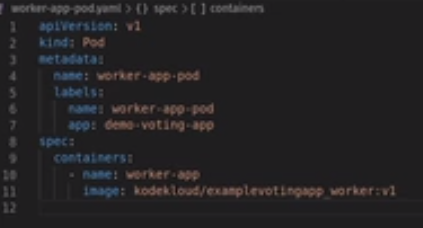 worker-app-pod.yaml > {} spec > [ ] containers
1 apiVersion: v1
2 kind: Pod
3 metadata:
4 name: worker-app-pod
5 labels:
6 name: worker-app-pod
7 app: demo-voting-app
8 spec:
9 containers:
10 - name: worker-app
11 image: kodekloud/examplevotingapp_worker:v1
12